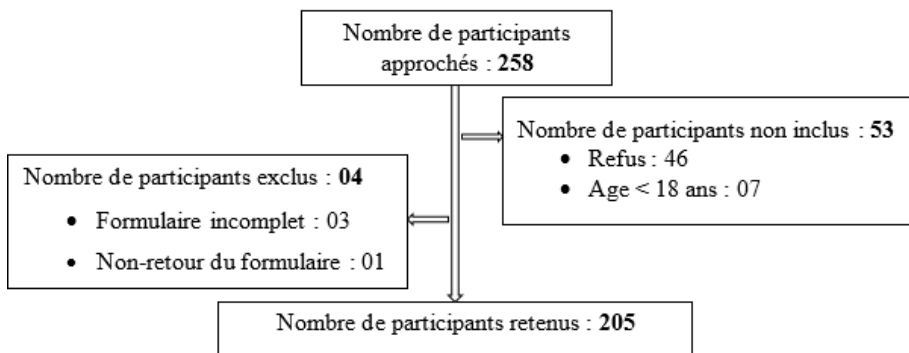 Nombre de participants
approchés : 258
Nombre de participants non inclus : 53
• Refus : 46
• Age < 18 ans : 07
Nombre de participants exclus : 04
• Formulaire incomplet : 03
• Non-retour du formulaire : 01
Nombre de participants retenus : 205